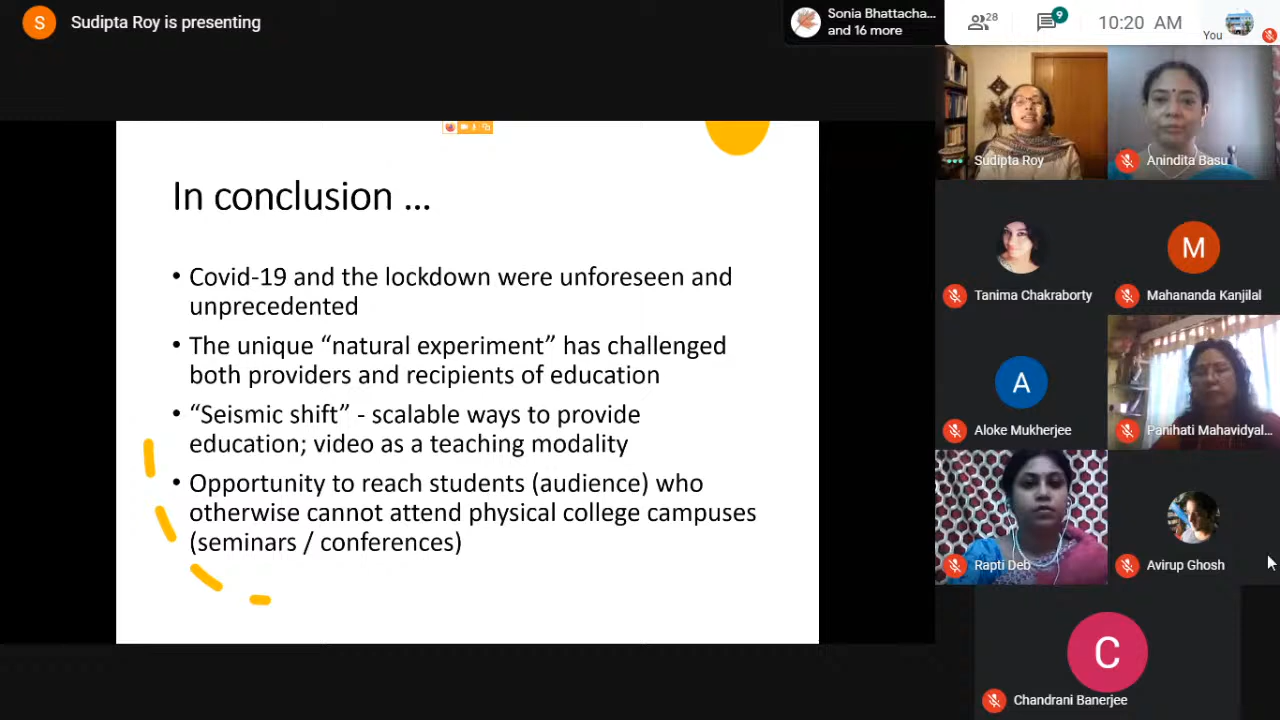 S
Sudipta Roy is presenting
Sonia Bhattacha...
and 16 more
28
9
10:20 AM
You
In conclusion ...
• Covid-19 and the lockdown were unforeseen and
unprecedented
• The unique “natural experiment” has challenged
both providers and recipients of education
• “Seismic shift” - scalable ways to provide
education; video as a teaching modality
• Opportunity to reach students (audience) who
otherwise cannot attend physical college campuses
(seminars / conferences)
Sudipta Roy
Anindita Basu
Tanima Chakraborty
M
Mahananda Kanjilal
A
Aloke Mukherjee
Panihati Mahavidyal...
Rapti Deb
Avirup Ghosh
C
Chandrani Banerjee